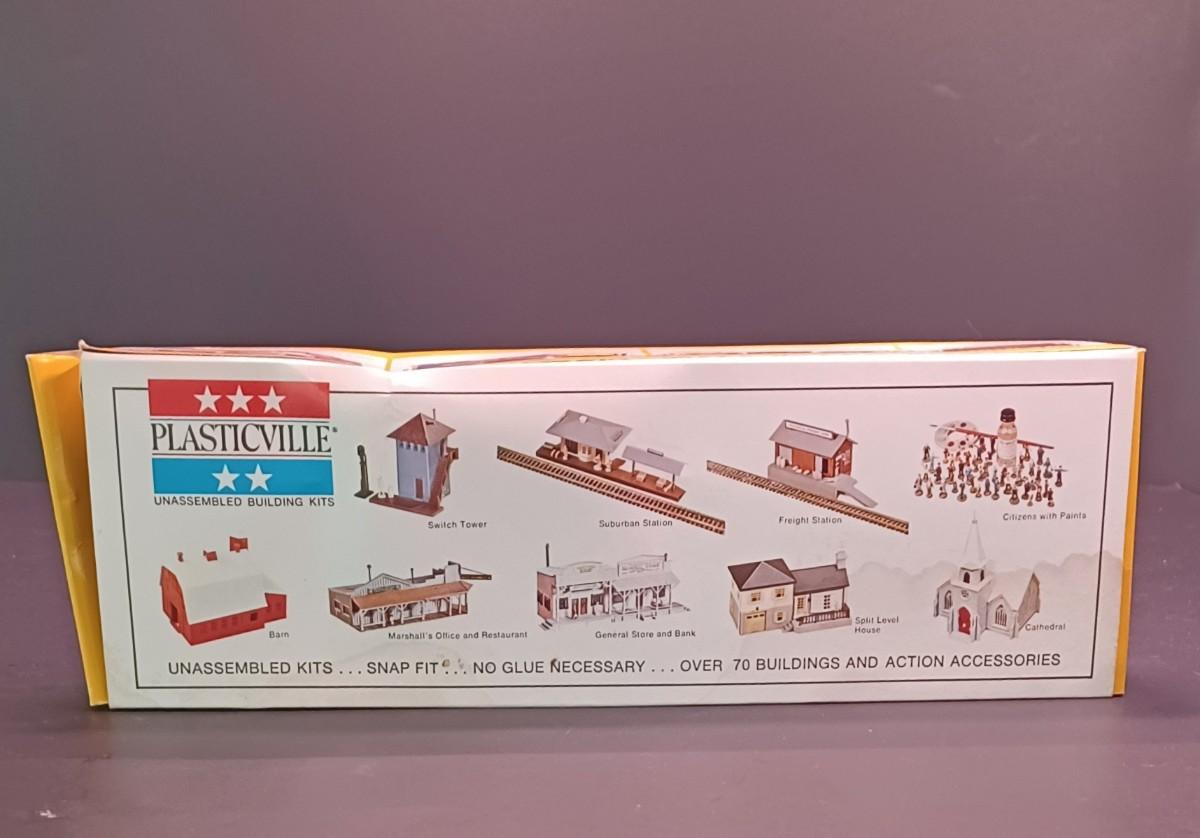 PLASTICVILLE®
UNASSEMBLED BUILDING KITS
Switch Tower
Suburban Station
Freight Station
Citizens with Paints
Barn
Marshall's Office and Restaurant
General Store and Bank
Split Level
House
Cathedral
UNASSEMBLED KITS ... SNAP FIT ... NO GLUE NECESSARY ... OVER 70 BUILDINGS AND ACTION ACCESSORIES